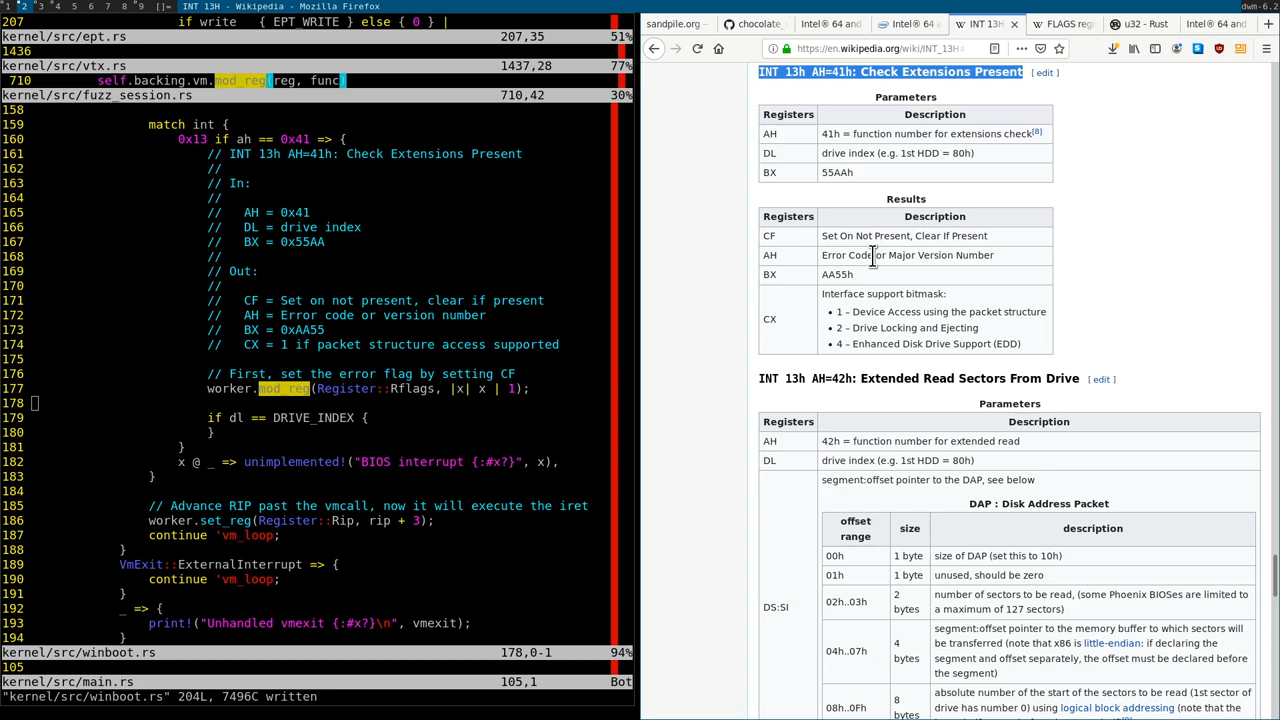 1 2 3 4 5 6 7 8 9 []= INT 13H - Wikipedia — Mozilla Firefox dwm-6.2
207 if write { EPT_WRITE } else { 0 } |
kernel/src/ept.rs 207,35 51%
1436
kernel/src/vtx.rs 1437,28 77%
710 self.backing.vm.mod_reg(reg, func)
kernel/src/fuzz_session.rs 710,42 30%
158
159 match int {
160 0x13 if ah == 0x41 => {
161 // INT 13h AH=41h: Check Extensions Present
162 //
163 // In:
164 //
165 // AH = 0x41
166 // DL = drive index
167 // BX = 0x55AA
168 //
169 // Out:
170 //
171 // CF = Set on not present, clear if present
172 // AH = Error code or version number
173 // BX = 0xAA55
174 // CX = 1 if packet structure access supported
175
176 // First, set the error flag by setting CF
177 worker.mod_reg(Register::Rflags, |x| x | 1);
178
179 if dl == DRIVE_INDEX {
180 }
181 }
182 x @ _ => unimplemented!("BIOS interrupt {:#x?}", x),
183 }
184
185 // Advance RIP past the vmcall, now it will execute the iret
186 worker.set_reg(Register::Rip, rip + 3);
187 continue 'vm_loop;
188 }
189 VmExit::ExternalInterrupt => {
190 continue 'vm_loop;
191 }
192 _ => {
193 print!("Unhandled vmexit {:#x?}\n", vmexit);
194 }
kernel/src/winboot.rs 178,0-1 94%
105
kernel/src/main.rs 105,1 Bot
"kernel/src/winboot.rs" 204L, 7496C written
sandpile.org — chocolate_ Intel® 64 and Intel® 64 and INT 13H FLAGS reg u32 - Rust Intel® 64 and
https://en.wikipedia.org/wiki/INT_13H
INT 13h AH=41h: Check Extensions Present [ edit ]
Parameters
Registers Description
AH 41h = function number for extensions check[8]
DL drive index (e.g. 1st HDD = 80h)
BX 55AAh
Results
Registers Description
CF Set On Not Present, Clear If Present
AH Error Code or Major Version Number
BX AA55h
Interface support bitmask:
CX • 1 – Device Access using the packet structure
• 2 – Drive Locking and Ejecting
• 4 – Enhanced Disk Drive Support (EDD)
INT 13h AH=42h: Extended Read Sectors From Drive [ edit ]
Parameters
Registers Description
AH 42h = function number for extended read
DL drive index (e.g. 1st HDD = 80h)
segment:offset pointer to the DAP, see below
DAP : Disk Address Packet
offset range size description
00h 1 byte size of DAP (set this to 10h)
01h 1 byte unused, should be zero
02h..03h 2 bytes number of sectors to be read, (some Phoenix BIOSes are limited to
a maximum of 127 sectors)
DS:SI
04h..07h 4 bytes segment:offset pointer to the memory buffer to which sectors will
be transferred (note that x86 is little-endian: if declaring the
segment and offset separately, the offset must be declared before
the segment)
08h..0Fh 8 bytes absolute number of the start of the sectors to be read (1st sector of
drive has number 0) using logical block addressing (note that the